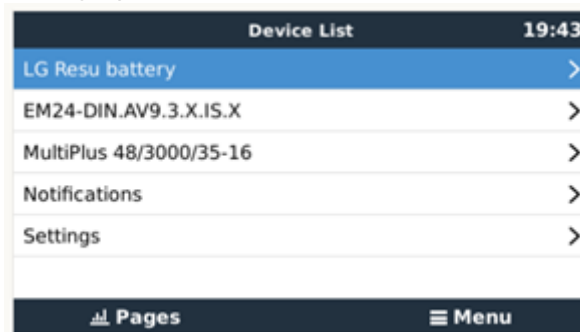 Device List 19:43
LG Resu battery
EM24-DIN.AV9.3.X.IS.X
MultiPlus 48/3000/35-16
Notifications
Settings
Pages Menu